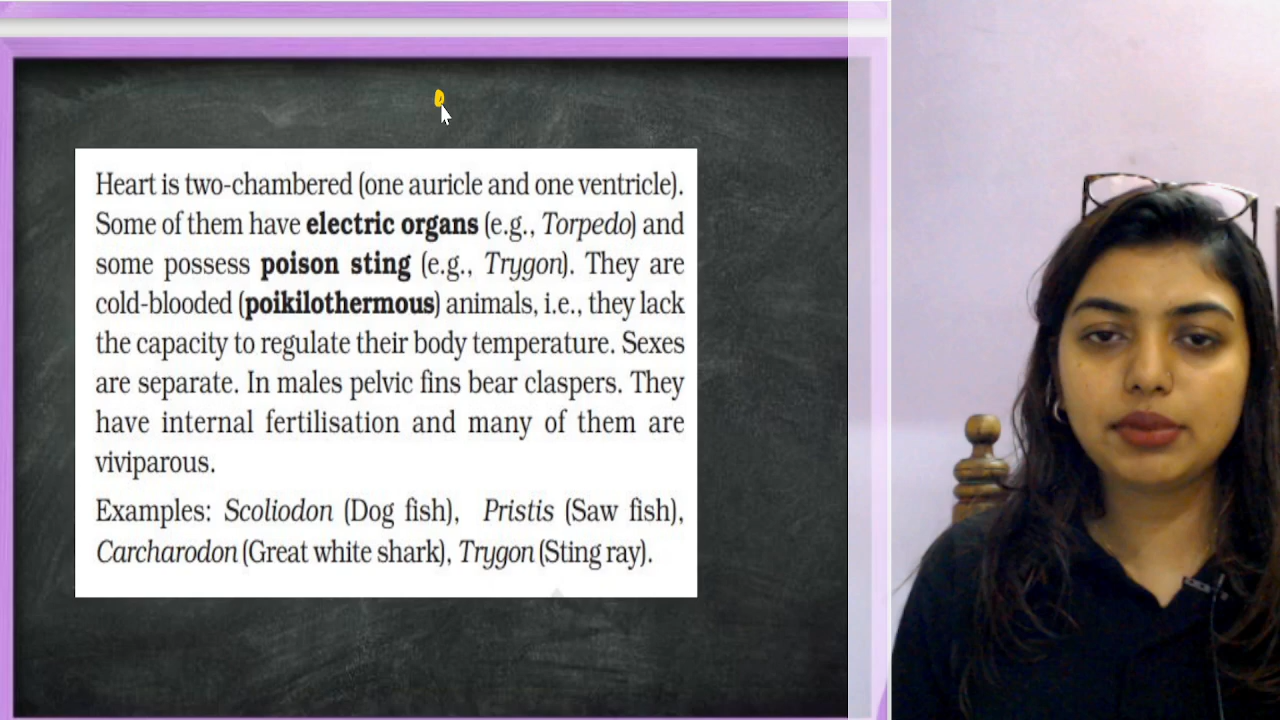 Heart is two-chambered (one auricle and one ventricle).
Some of them have electric organs (e.g., Torpedo) and
some possess poison sting (e.g., Trygon). They are
cold-blooded (poikilothermous) animals, i.e., they lack
the capacity to regulate their body temperature. Sexes
are separate. In males pelvic fins bear claspers. They
have internal fertilisation and many of them are
viviparous.
Examples: Scoliodon (Dog fish), Pristis (Saw fish),
Carcharodon (Great white shark), Trygon (Sting ray).